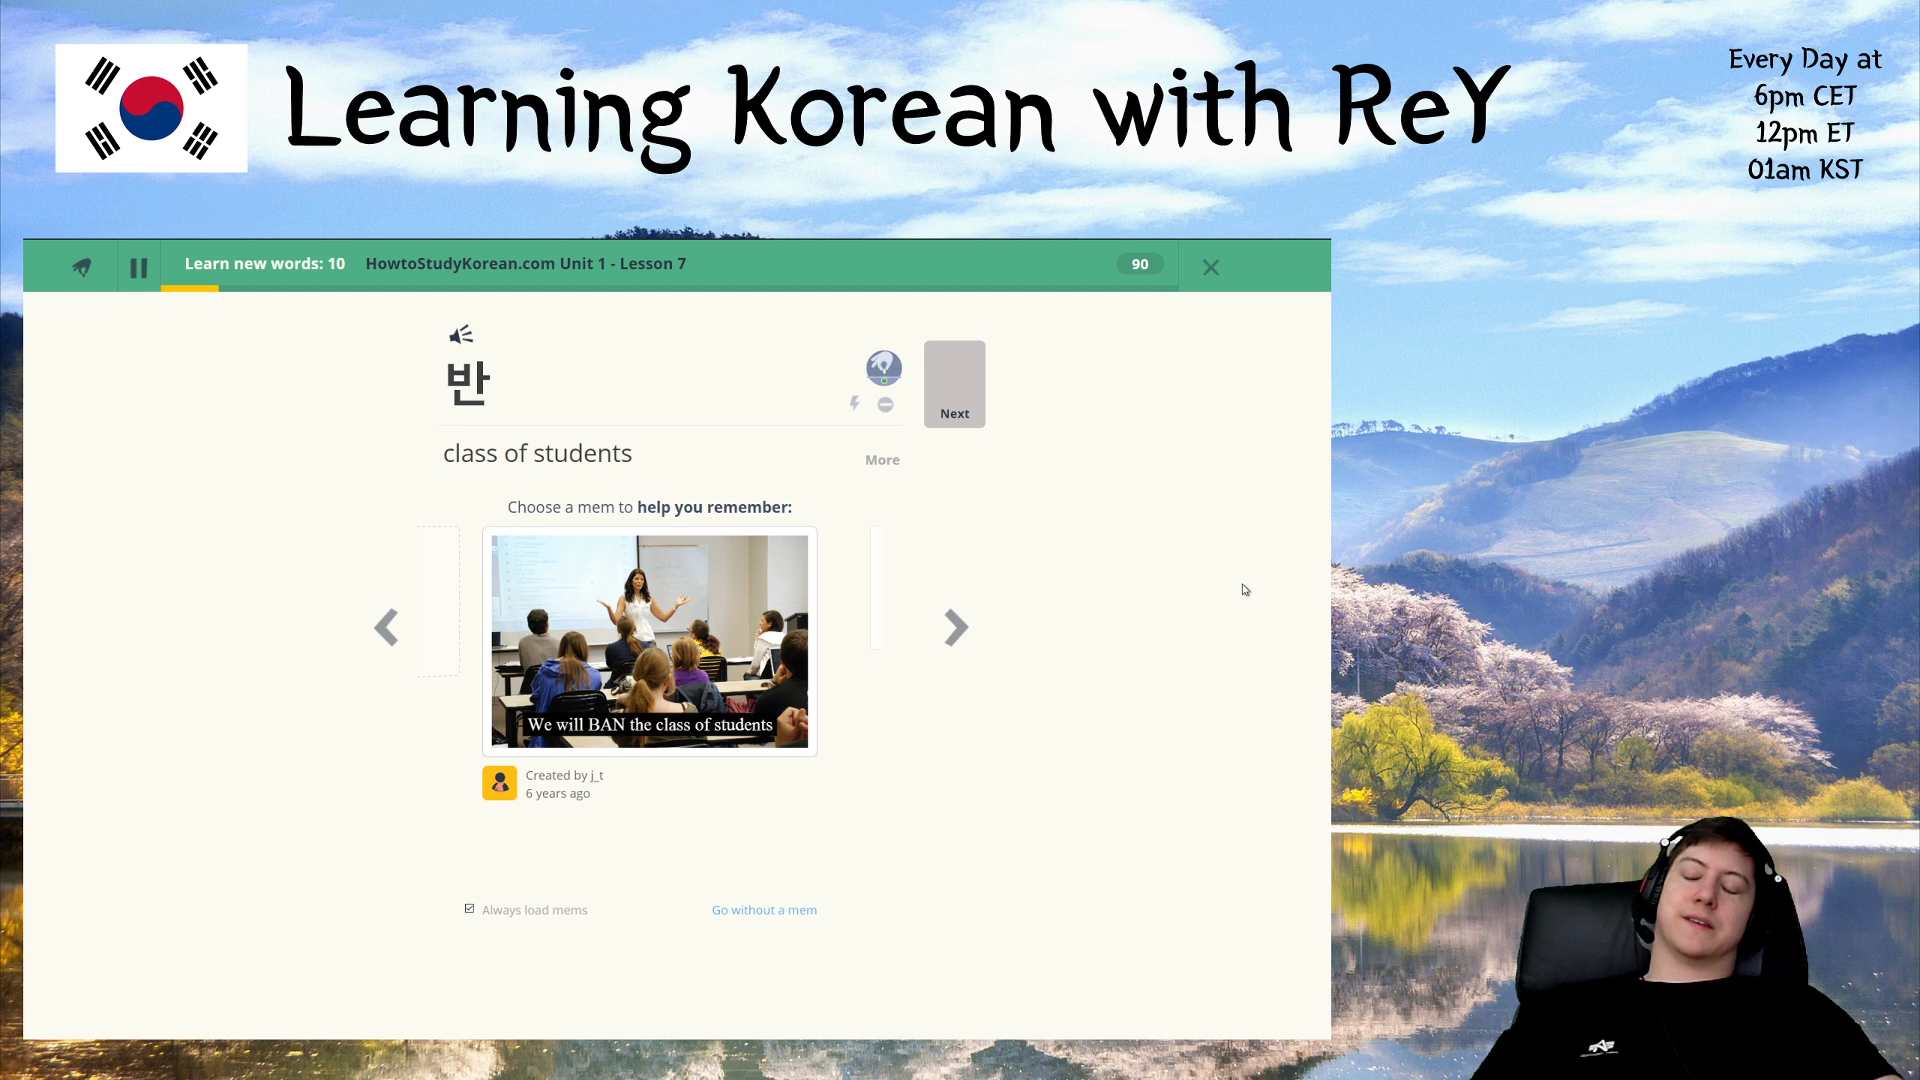 Learning Korean with ReY
Every Day at
6pm CET
12pm ET
01am KST
Learn new words: 10 HowtoStudyKorean.com Unit 1 - Lesson 7
90
반
Next
class of students
More
Choose a mem to help you remember:
We will BAN the class of students
Created by j_t
6 years ago
Always load mems
Go without a mem